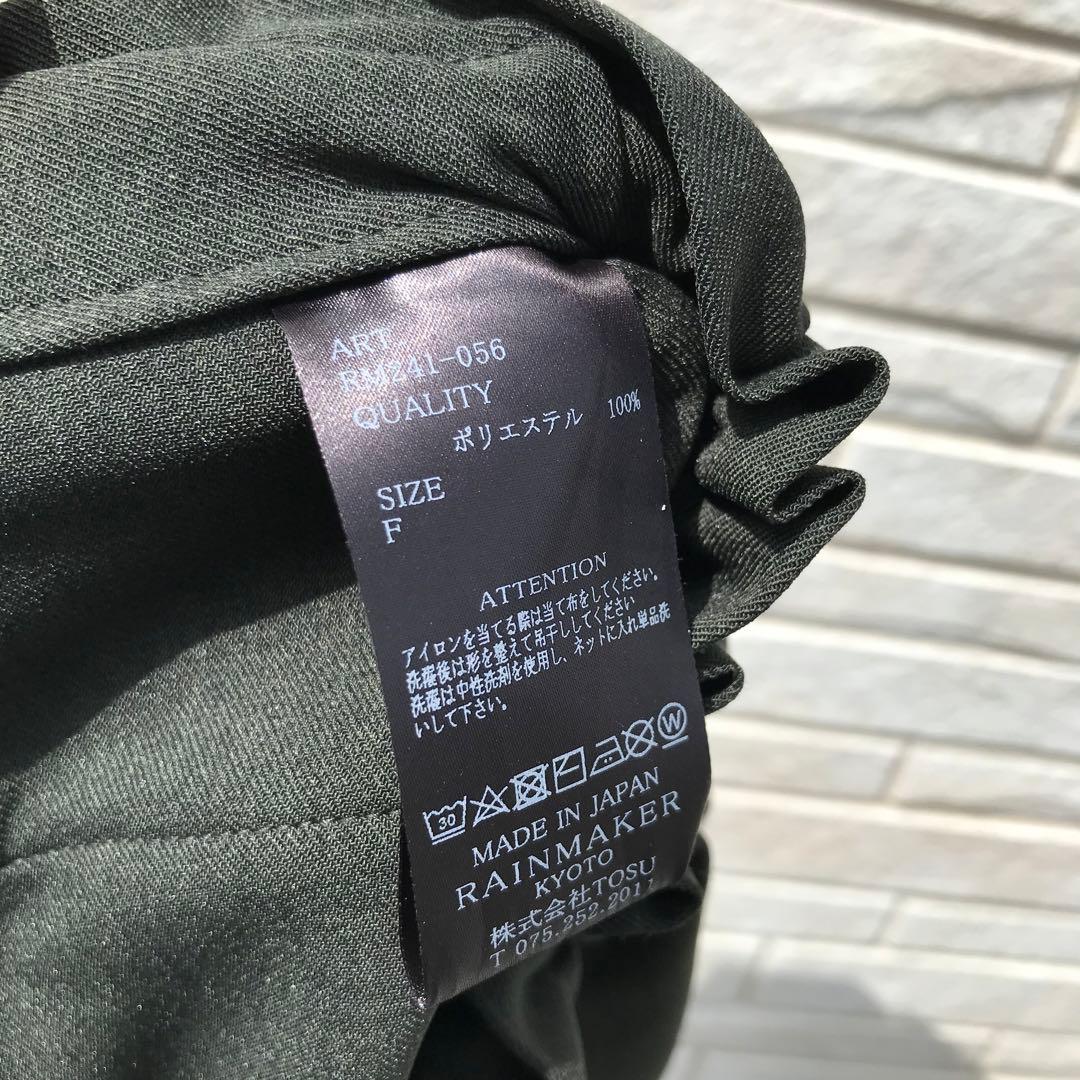 ART
RM241-056
QUALITY
ポリエステル 100%
SIZE
F
ATTENTION
アイロンを当てる際は当て布をしてください。
洗濯後は形を整えて吊干ししてください
洗濯は中性洗剤を使用し、ネットに入れ単品洗
いして下さい。
30
W
MADE IN JAPAN
RAINMAKER
KYOTO
株式会社TOSU
T 075.252.201